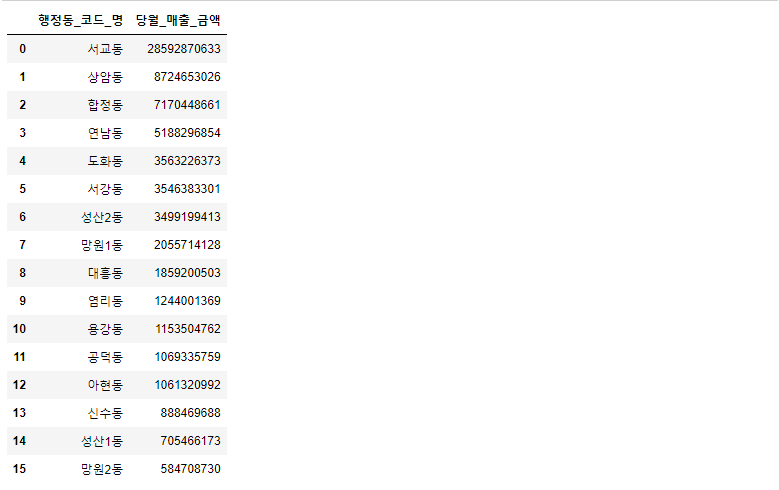 행정동_코드_명 당월_매출_금액
0 서교동 28592870633
1 상암동 8724653026
2 합정동 7170448661
3 연남동 5188296854
4 도화동 3563226373
5 서강동 3546383301
6 성산2동 3499199413
7 망원1동 2055714128
8 대흥동 1859200503
9 염리동 1244001369
10 용강동 1153504762
11 공덕동 1069335759
12 아현동 1061320992
13 신수동 888469688
14 성산1동 705466173
15 망원2동 584708730